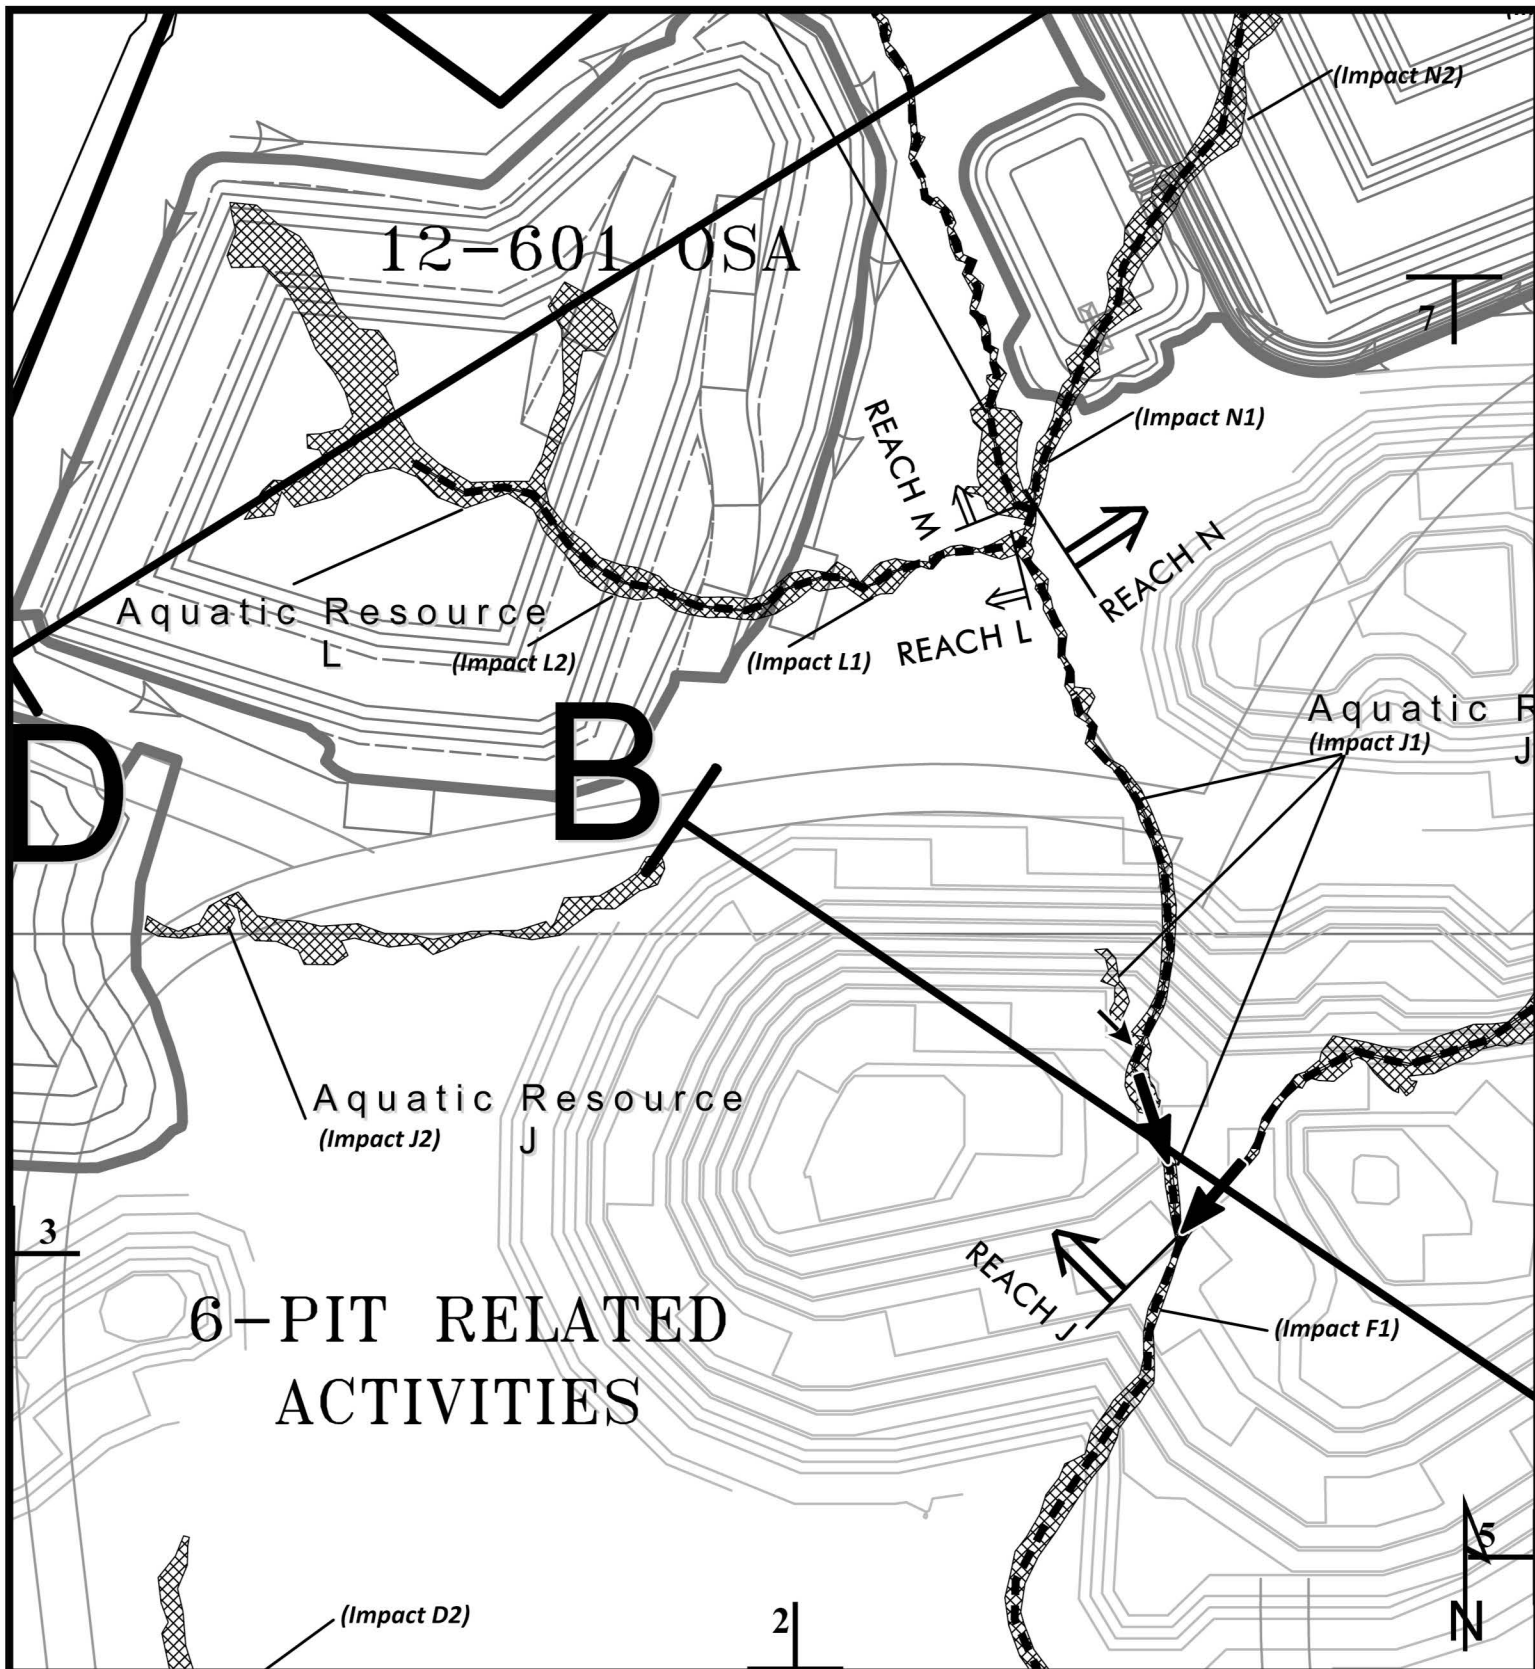 (Impact N2)
12-601 OSA
7
(Impact N1)
REACH M
REACH N
Aquatic Resource
L
(Impact L2)
(Impact L1)
REACH L
Aquatic R
(Impact J1)
J
D
B
Aquatic Resource
(Impact J2)
J
3
REACH J
6-PIT RELATED
ACTIVITIES
(Impact F1)
5
(Impact D2)
2
N